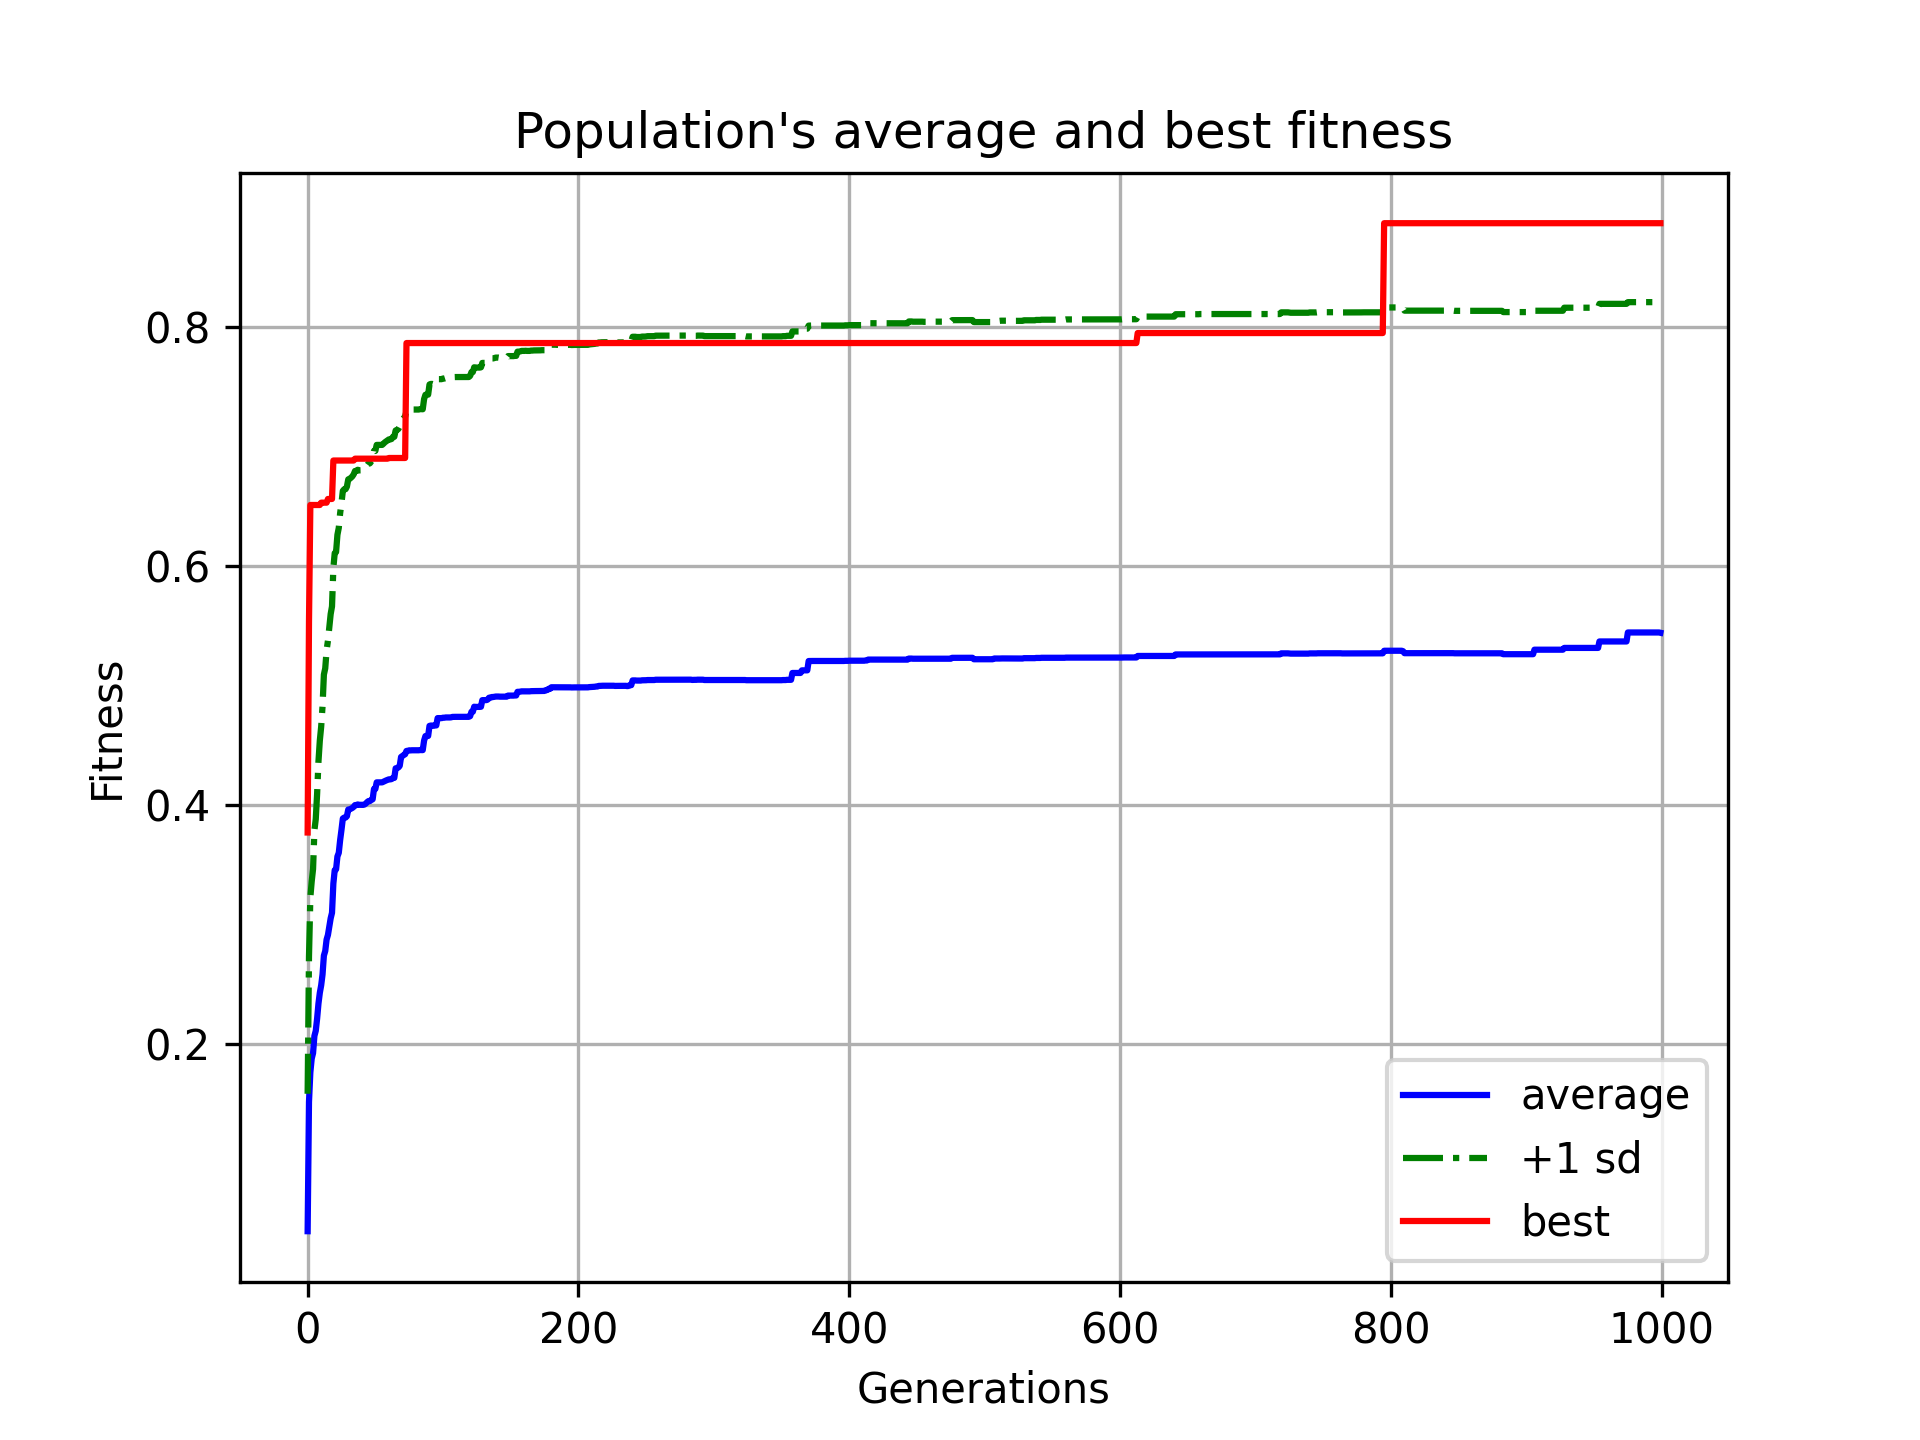 Population's average and best fitness
Fitness
0.8
0.6
0.4
0.2
0 200 400 600 800 1000
Generations
average
+1 sd
best